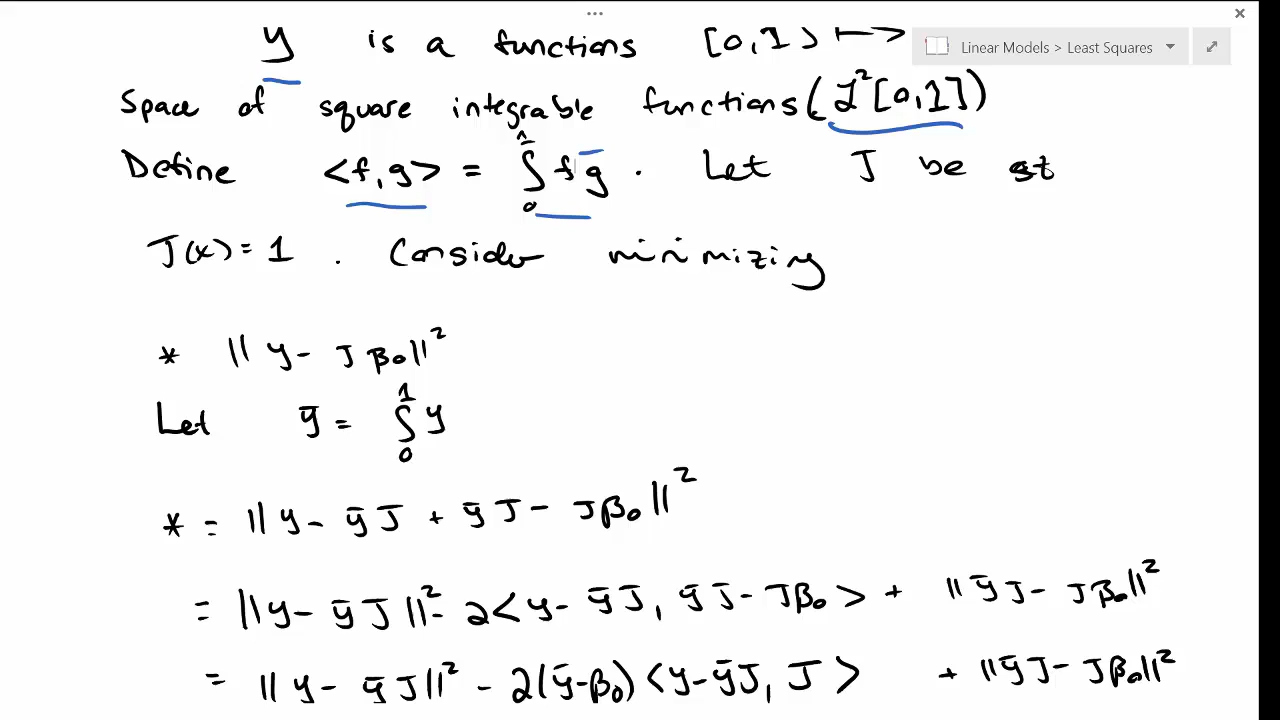 y is a functions [0,1] ↦
Linear Models > Least Squares
Space of square integrable functions (L²[0,1])
Define <f,g> = ∫₀¹ fg . Let J be st
J(x) = 1 . Consider minimizing
* ||y - Jβ₀||²
Let ȳ = ∫₀¹ y
* = ||y - ȳJ + ȳJ - Jβ₀||²
= ||y - ȳJ||² - 2<y - ȳJ, ȳJ - Jβ₀> + ||ȳJ - Jβ₀||²
= ||y - ȳJ||² - 2(ȳ-β₀)<y-ȳJ, J> + ||ȳJ - Jβ₀||²